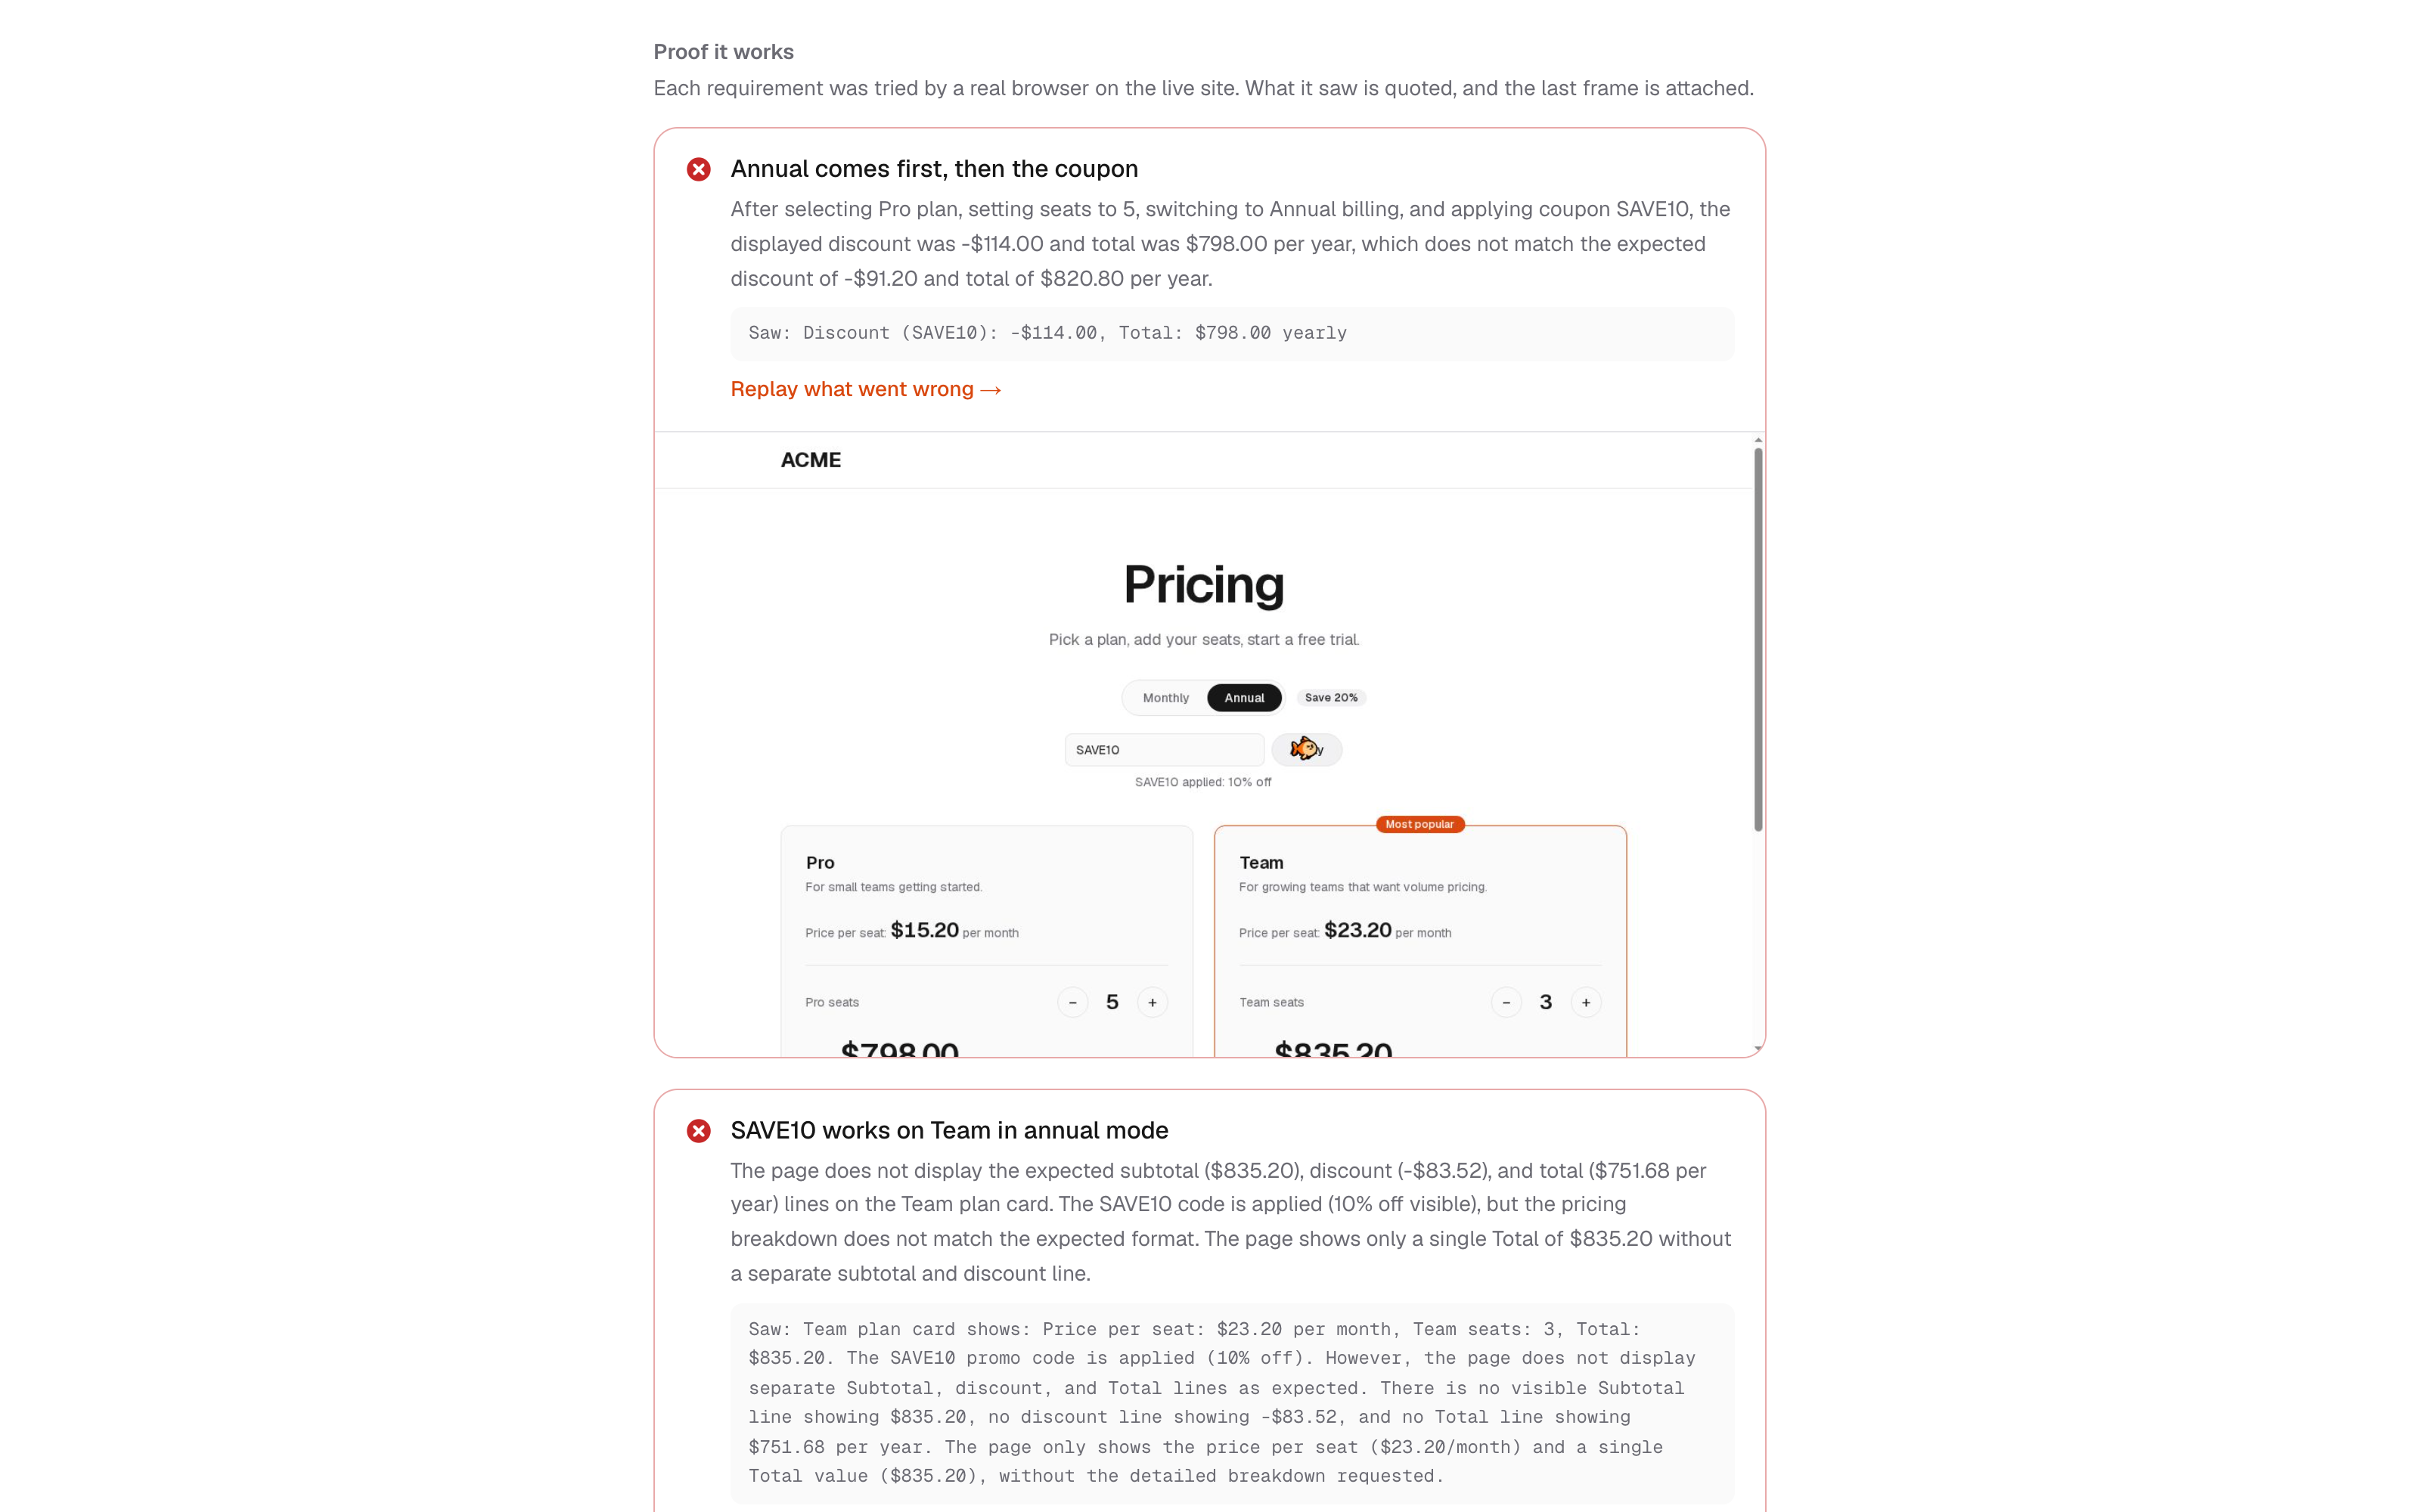 Proof it works
Each requirement was tried by a real browser on the live site. What it saw is quoted, and the last frame is attached.
Annual comes first, then the coupon
After selecting Pro plan, setting seats to 5, switching to Annual billing, and applying coupon SAVE10, the
displayed discount was -$114.00 and total was $798.00 per year, which does not match the expected
discount of -$91.20 and total of $820.80 per year.
Saw: Discount (SAVE10): -$114.00, Total: $798.00 yearly
Replay what went wrong →
ACME
Pricing
Pick a plan, add your seats, start a free trial.
Monthly Annual Save 20%
SAVE10
SAVE10 applied: 10% off
Pro
For small teams getting started.
Price per seat: $15.20 per month
Pro seats - 5 +
$798.00
Most popular
Team
For growing teams that want volume pricing.
Price per seat: $23.20 per month
Team seats - 3 +
$835.20
SAVE10 works on Team in annual mode
The page does not display the expected subtotal ($835.20), discount (-$83.52), and total ($751.68 per
year) lines on the Team plan card. The SAVE10 code is applied (10% off visible), but the pricing
breakdown does not match the expected format. The page shows only a single Total of $835.20 without
a separate subtotal and discount line.
Saw: Team plan card shows: Price per seat: $23.20 per month, Team seats: 3, Total:
$835.20. The SAVE10 promo code is applied (10% off). However, the page does not display
separate Subtotal, discount, and Total lines as expected. There is no visible Subtotal
line showing $835.20, no discount line showing -$83.52, and no Total line showing
$751.68 per year. The page only shows the price per seat ($23.20/month) and a single
Total value ($835.20), without the detailed breakdown requested.